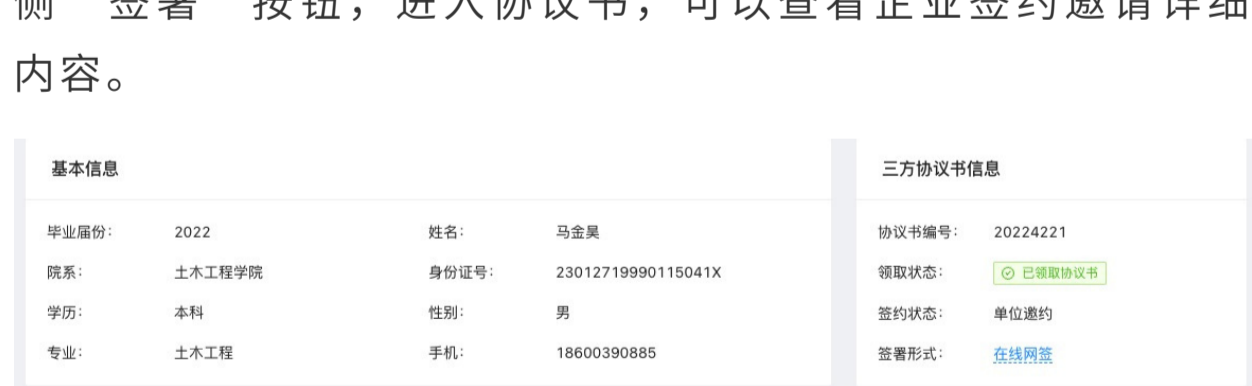 侧“签署”按钮，进入协议书，可以查看企业签约邀请详细
内容。
基本信息
毕业届份： 2022 姓名： 马金昊
院系： 土木工程学院 身份证号： 23012719990115041X
学历： 本科 性别： 男
专业： 土木工程 手机： 18600390885
三方协议书信息
协议书编号： 20224221
领取状态： 已领取协议书
签约状态： 单位邀约
签署形式： 在线网签